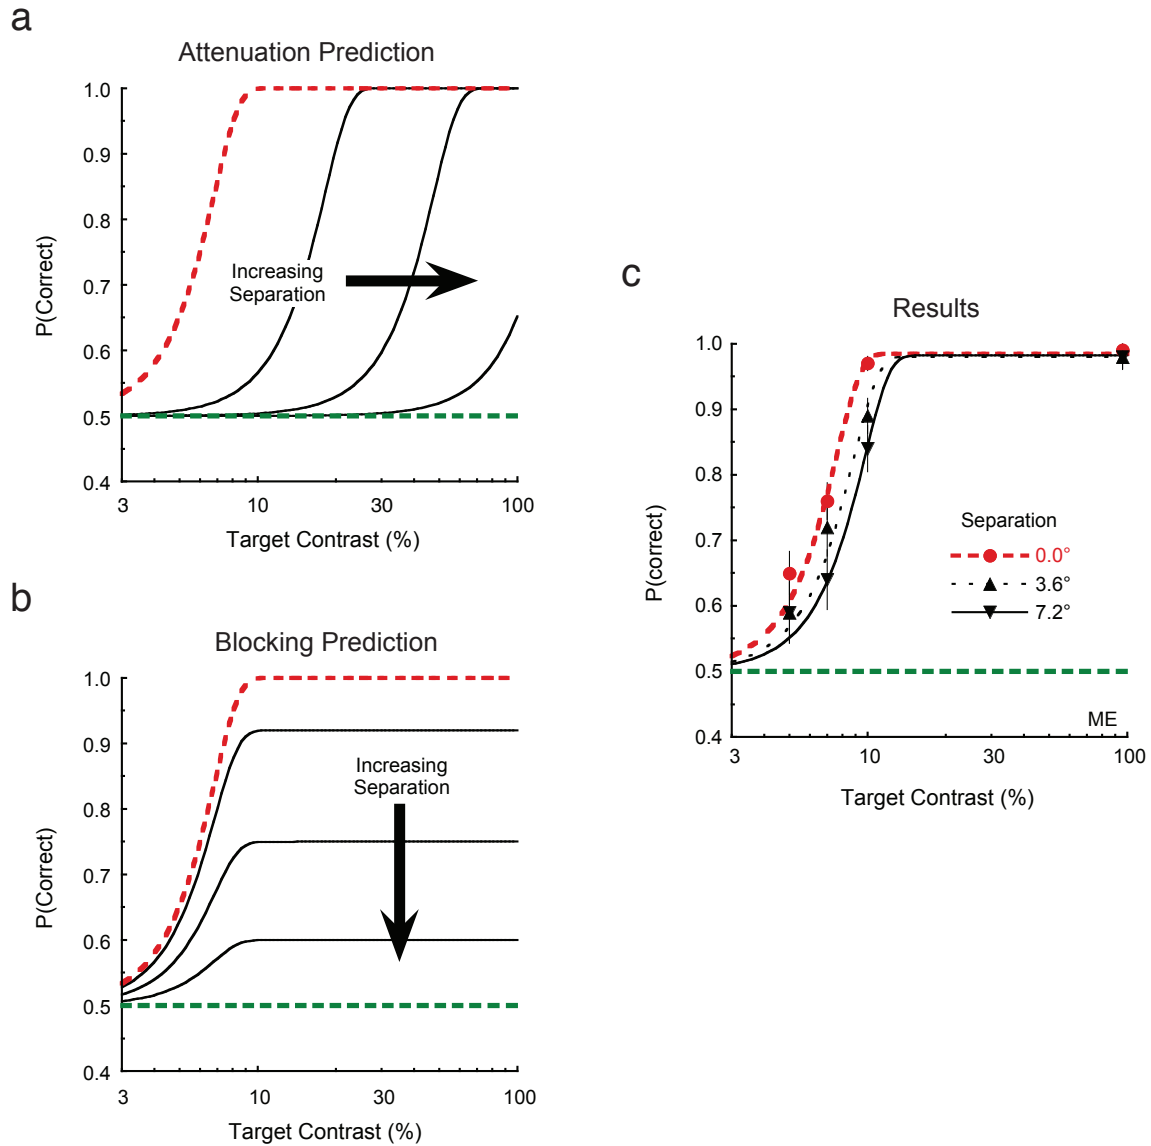 a
Attenuation Prediction
1.0
0.9
0.8
0.7
0.6
0.5
0.4
P(Correct)
Increasing
Separation
3
10
30
100
Target Contrast (%)
b
Blocking Prediction
1.0
0.9
0.8
0.7
0.6
0.5
0.4
P(Correct)
Increasing
Separation
3
10
30
100
Target Contrast (%)
c
Results
1.0
0.9
0.8
0.7
0.6
0.5
0.4
P(correct)
Separation
0.0°
3.6°
7.2°
ME
3
10
30
100
Target Contrast (%)